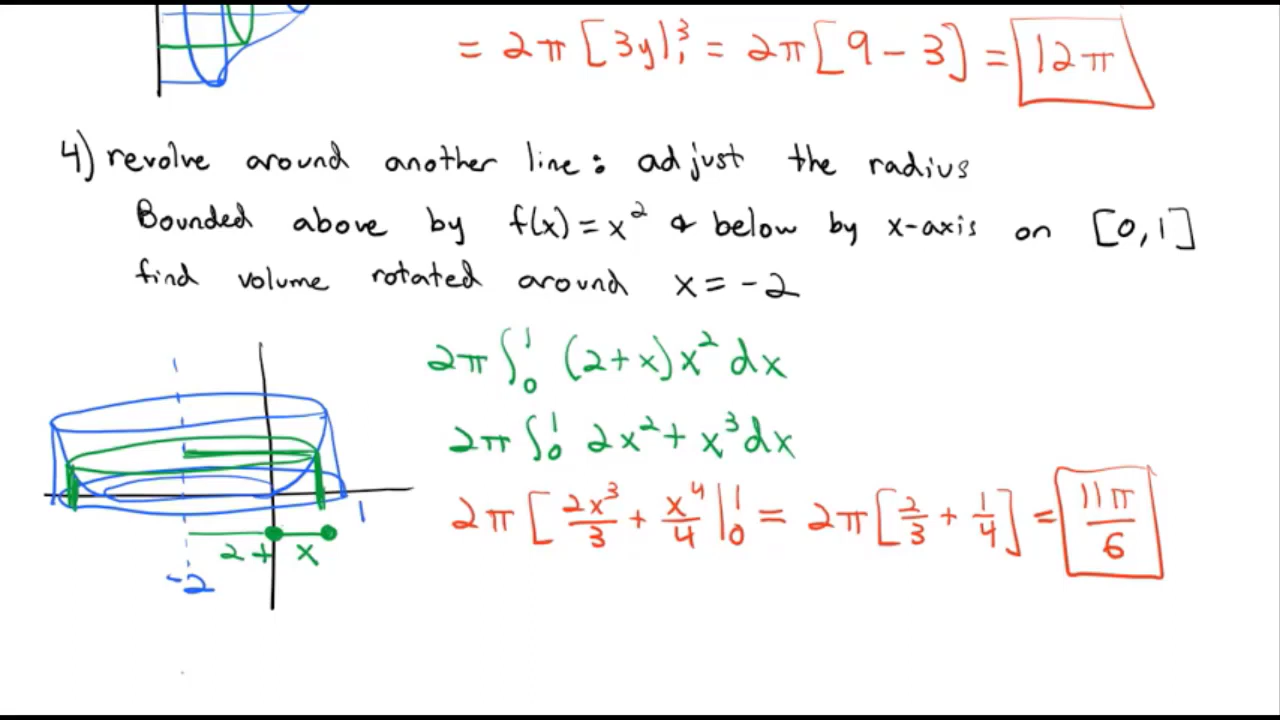 = 2π [3y|₁³ = 2π [9 - 3] = 12π
4) revolve around another line: adjust the radius
Bounded above by f(x) = x² & below by x-axis on [0,1]
find volume rotated around x = -2
2π ∫₀¹ (2+x)x² dx
2π ∫₀¹ 2x² + x³ dx
2π [ 2x³/3 + x⁴/4 |₀¹ = 2π [2/3 + 1/4] = 11π/6
1
2 + x
-2